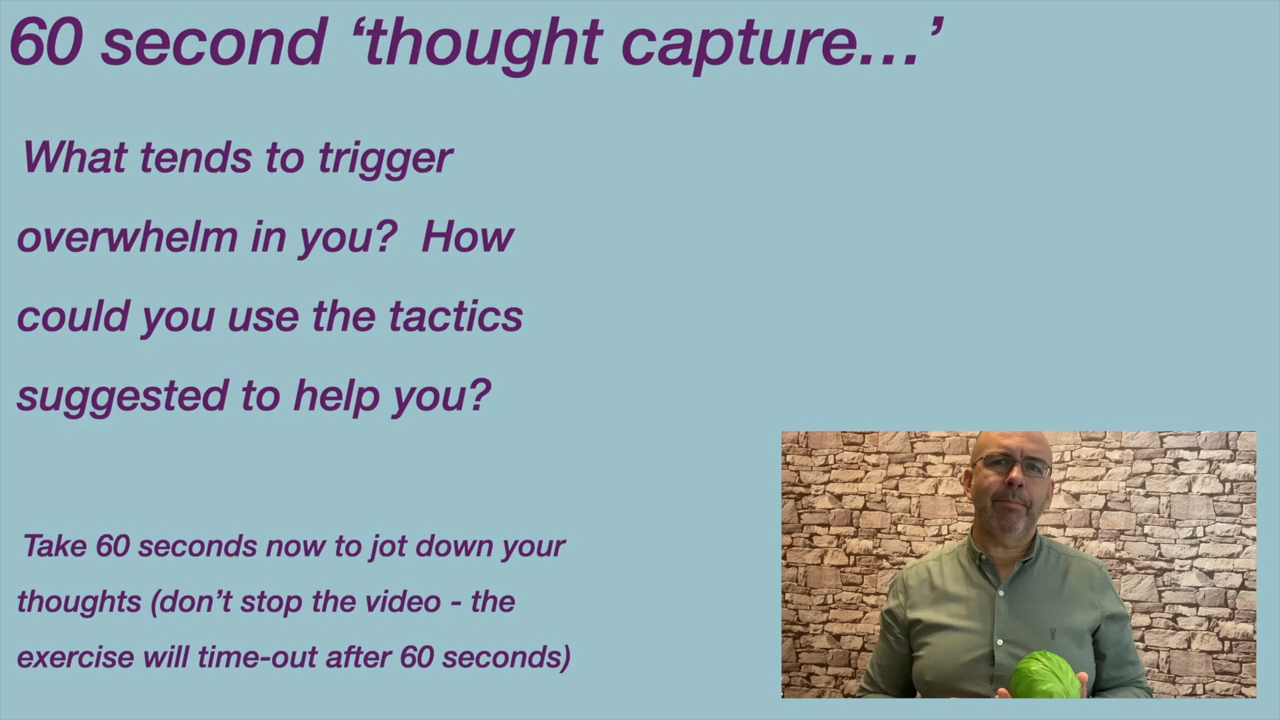 60 second ‘thought capture…’
What tends to trigger
overwhelm in you?  How
could you use the tactics
suggested to help you?
Take 60 seconds now to jot down your
thoughts (don’t stop the video - the
exercise will time-out after 60 seconds)